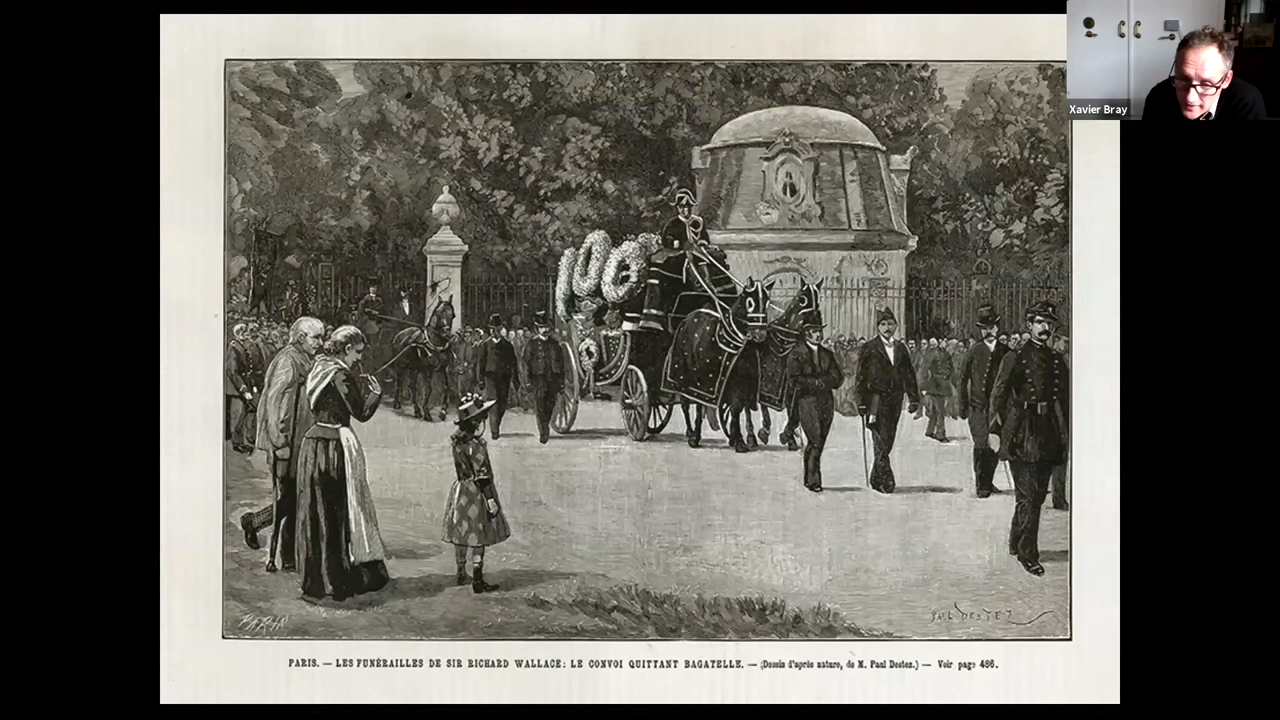 Xavier Bray
PARIS. — LES FUNÉRAILLES DE SIR RICHARD WALLACE: LE CONVOI QUITTANT BAGATELLE. — (Dessin d'après nature, de M. Paul Destez.) — Voir page 486.
PAUL DESTEZ